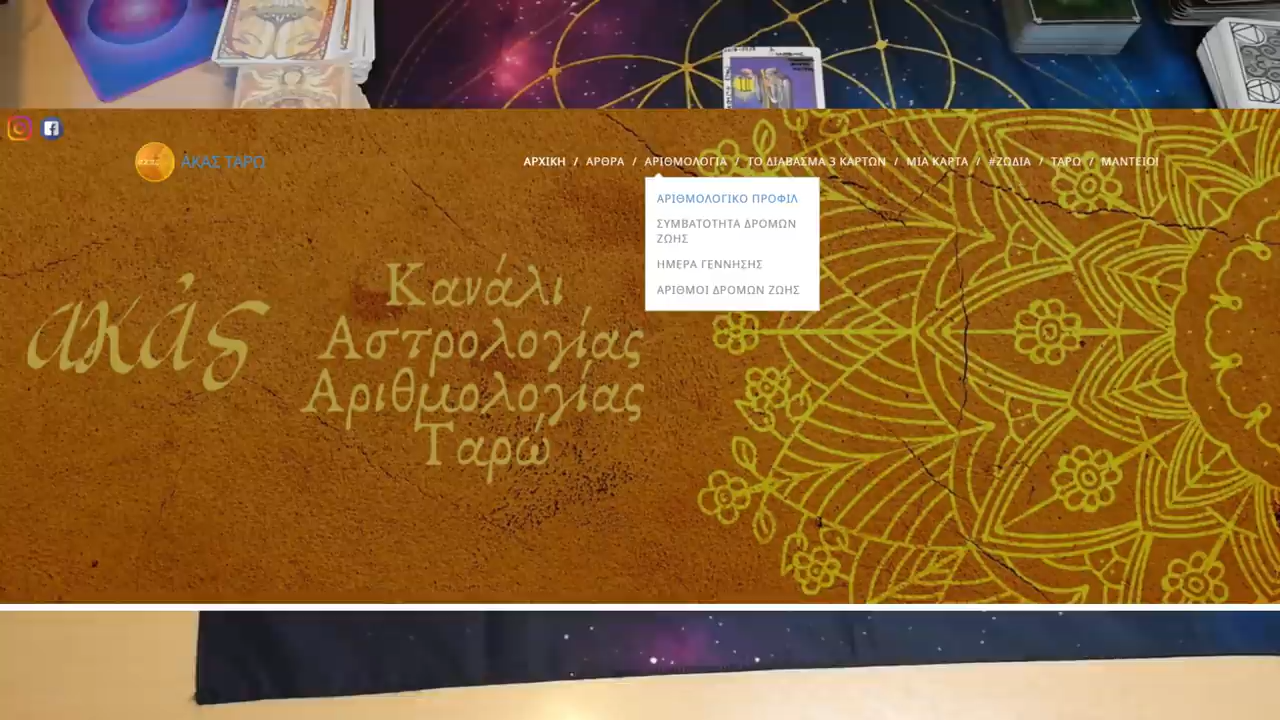 ΑΚΑΣ ΤΑΡΩ
ΑΡΧΙΚΗ / ΑΡΘΡΑ / ΑΡΙΘΜΟΛΟΓΙΑ / ΤΟ ΔΙΑΒΑΣΜΑ 3 ΚΑΡΤΩΝ / ΜΙΑ ΚΑΡΤΑ / #ΖΩΔΙΑ / ΤΑΡΩ / ΜΑΝΤΕΙΟ!
ΑΡΙΘΜΟΛΟΓΙΚΟ ΠΡΟΦΙΛ
ΣΥΜΒΑΤΟΤΗΤΑ ΔΡΟΜΩΝ
ΖΩΗΣ
ΗΜΕΡΑ ΓΕΝΝΗΣΗΣ
ΑΡΙΘΜΟΙ ΔΡΟΜΩΝ ΖΩΗΣ
ακάς
Κανάλι
Αστρολογίας
Αριθμολογίας
Ταρώ